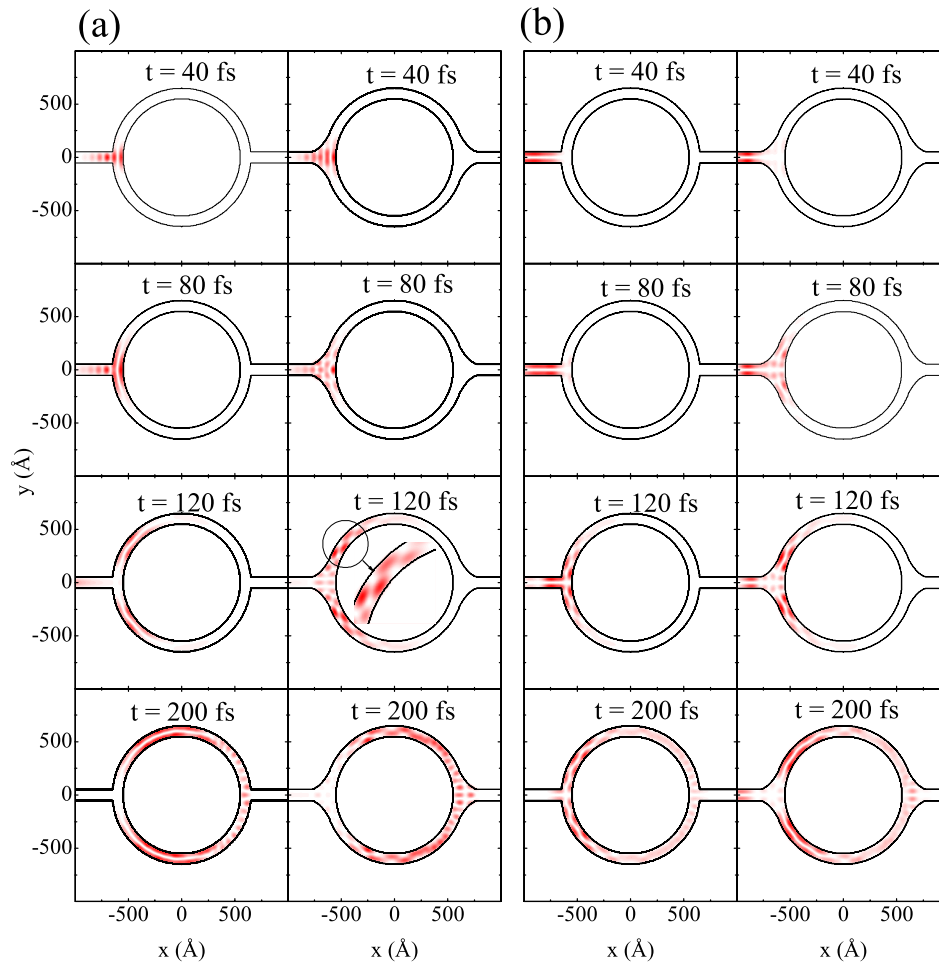 (a) (b)
t = 40 fs t = 40 fs t = 40 fs t = 40 fs
500
0
-500
t = 80 fs t = 80 fs t = 80 fs t = 80 fs
500
0
-500
y (Å)
t = 120 fs t = 120 fs t = 120 fs t = 120 fs
500
0
-500
t = 200 fs t = 200 fs t = 200 fs t = 200 fs
500
0
-500
-500 0 500 -500 0 500 -500 0 500 -500 0 500
x (Å) x (Å) x (Å) x (Å)